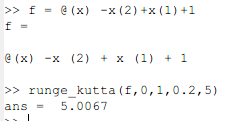 >> f = @(x) -x(2)+x(1)+1
f =
@(x) -x (2) + x (1) + 1
>> runge_kutta(f,0,1,0.2,5)
ans =  5.0067
>>